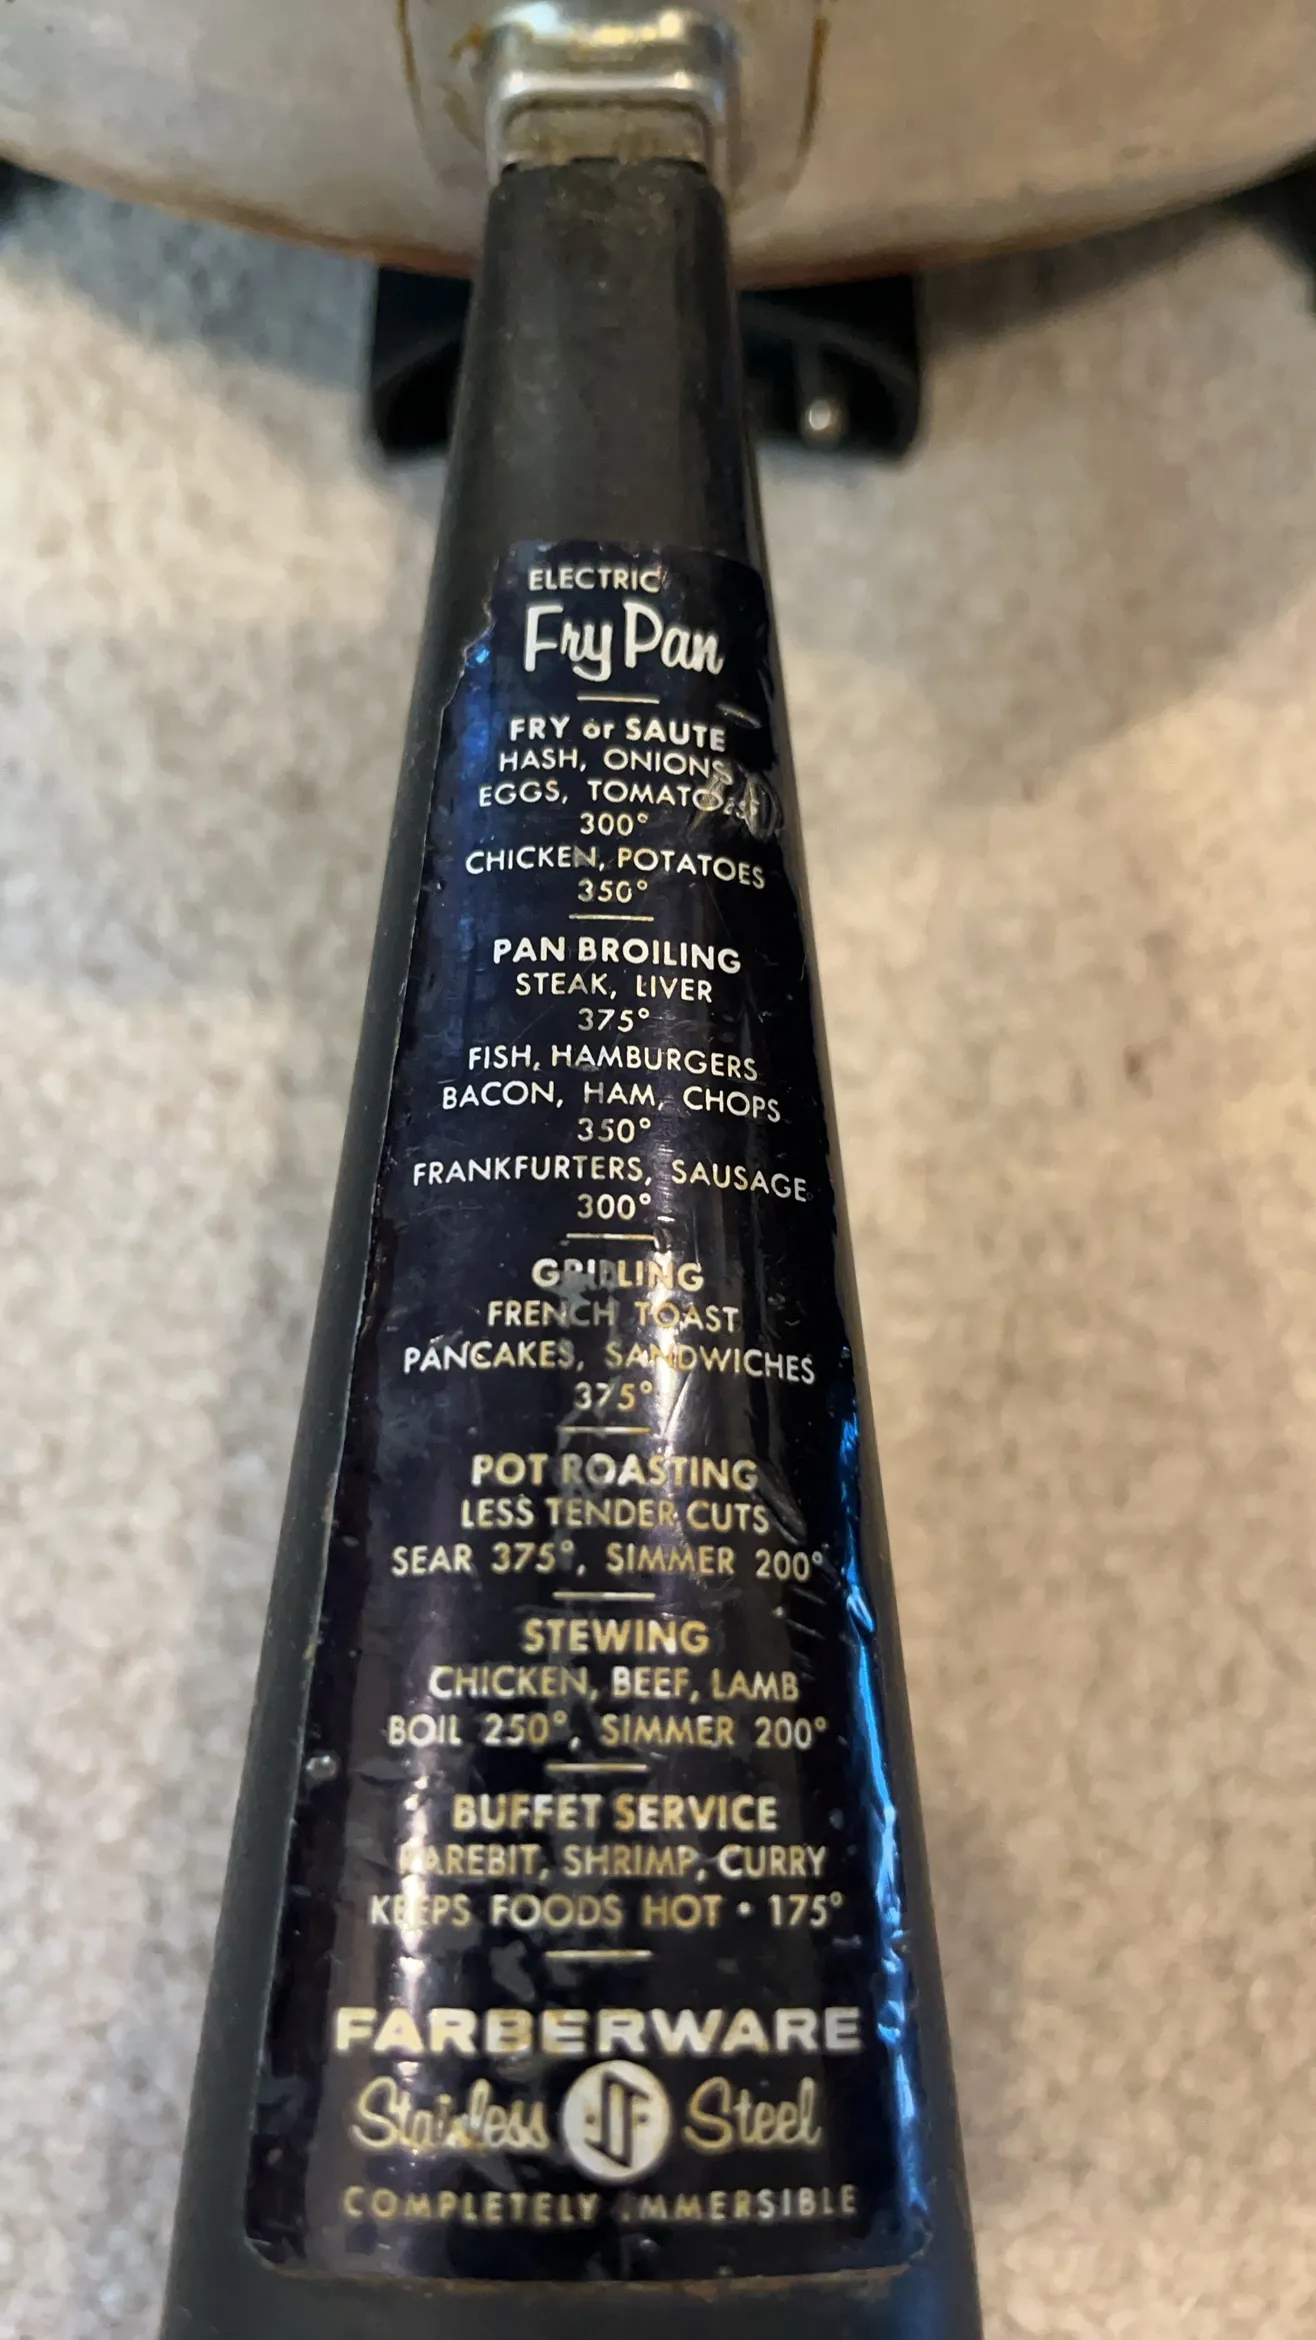 ELECTRIC
Fry Pan
FRY or SAUTE
HASH, ONIONS
EGGS, TOMATOES
300°
CHICKEN, POTATOES
350°
PAN BROILING
STEAK, LIVER
375°
FISH, HAMBURGERS
BACON, HAM, CHOPS
350°
FRANKFURTERS, SAUSAGE
300°
GRILLING
FRENCH TOAST
PANCAKES, SANDWICHES
375°
POT ROASTING
LESS TENDER CUTS
SEAR 375°, SIMMER 200°
STEWING
CHICKEN, BEEF, LAMB
BOIL 250°, SIMMER 200°
BUFFET SERVICE
RAREBIT, SHRIMP, CURRY
KEEPS FOODS HOT • 175°
FARBERWARE
Stainless Steel
COMPLETELY IMMERSIBLE